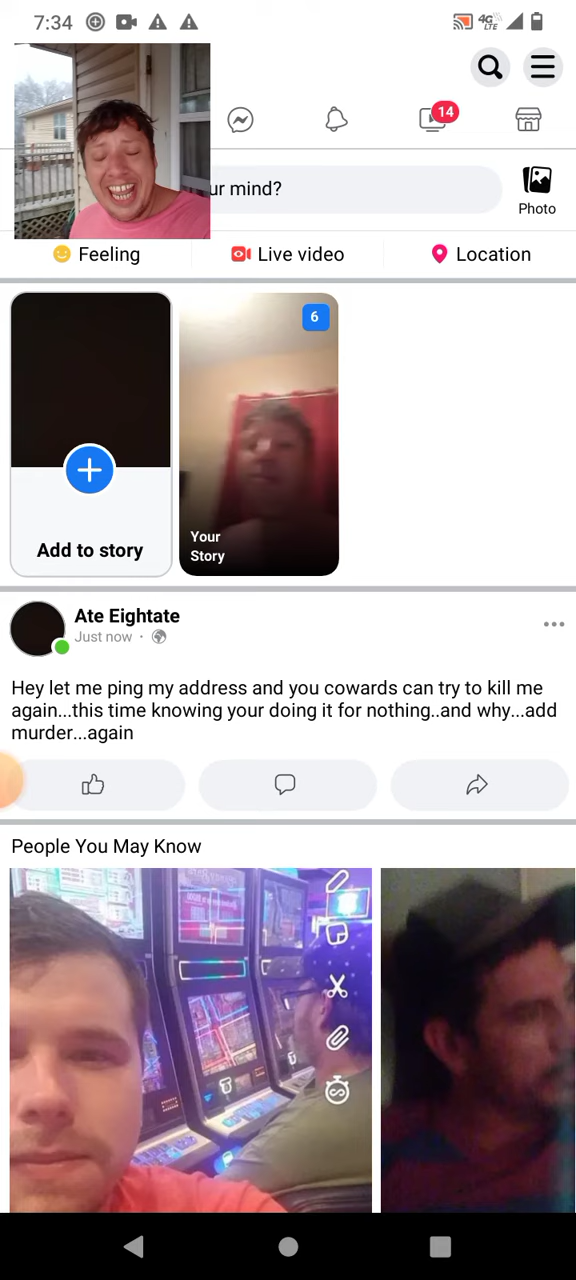 7:34
4G
LTE
14
ur mind?
Photo
Feeling
Live video
Location
6
Your
Story
Add to story
Ate Eightate
Just now ·
Hey let me ping my address and you cowards can try to kill me
again...this time knowing your doing it for nothing..and why...add
murder...again
People You May Know